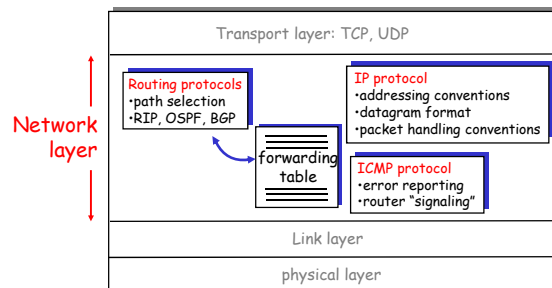 Transport layer: TCP, UDP
Network
layer
Routing protocols
•path selection
•RIP, OSPF, BGP
forwarding
table
IP protocol
•addressing conventions
•datagram format
•packet handling conventions
ICMP protocol
•error reporting
•router “signaling”
Link layer
physical layer